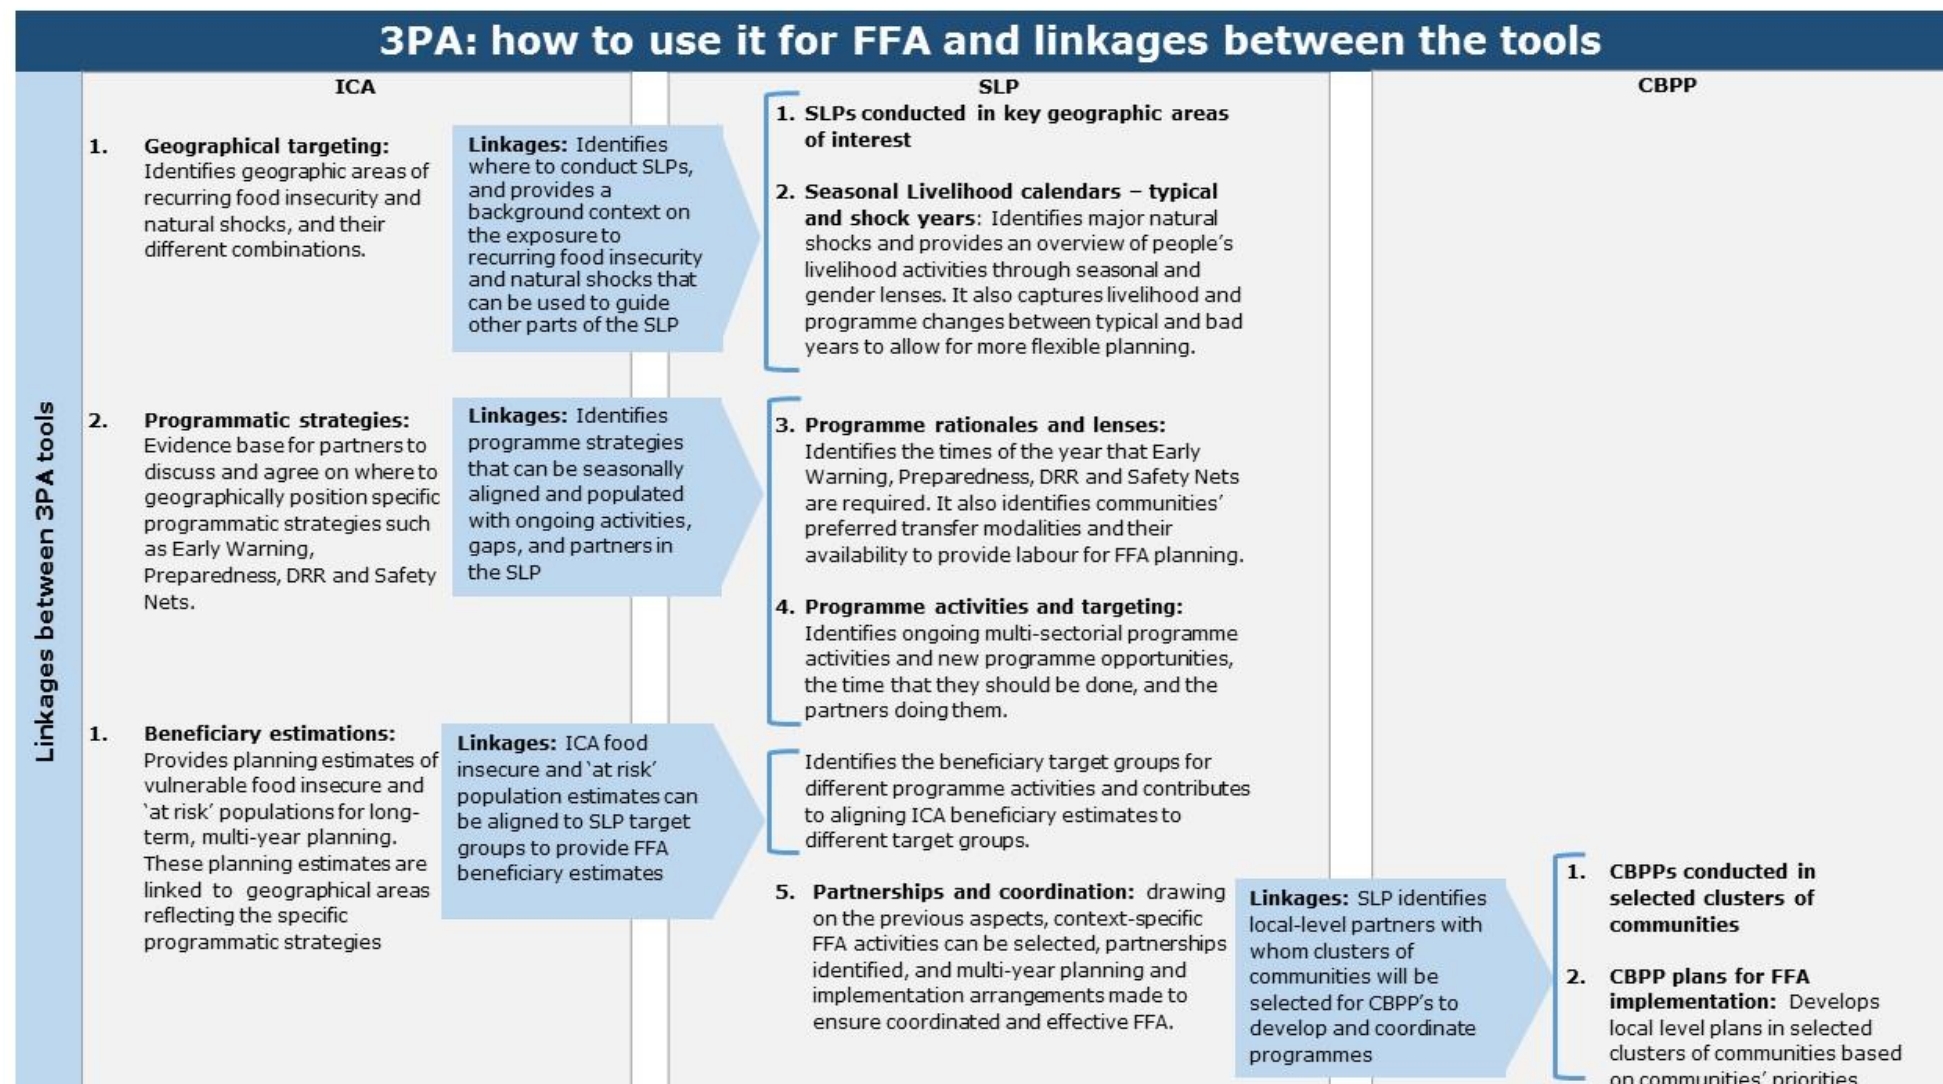 3PA: how to use it for FFA and linkages between the tools
Linkages between 3PA tools
ICA
1. Geographical targeting:
Identifies geographic areas of
recurring food insecurity and
natural shocks, and their
different combinations.
Linkages: Identifies
where to conduct SLPs,
and provides a
background context on
the exposure to
recurring food insecurity
and natural shocks that
can be used to guide
other parts of the SLP
2. Programmatic strategies:
Evidence base for partners to
discuss and agree on where to
geographically position specific
programmatic strategies such
as Early Warning,
Preparedness, DRR and Safety
Nets.
Linkages: Identifies
programme strategies
that can be seasonally
aligned and populated
with ongoing activities,
gaps, and partners in
the SLP
1. Beneficiary estimations:
Provides planning estimates of
vulnerable food insecure and
‘at risk’ populations for long-
term, multi-year planning.
These planning estimates are
linked to geographical areas
reflecting the specific
programmatic strategies
Linkages: ICA food
insecure and ‘at risk’
population estimates can
be aligned to SLP target
groups to provide FFA
beneficiary estimates
SLP
1. SLPs conducted in key geographic areas
of interest
2. Seasonal Livelihood calendars – typical
and shock years: Identifies major natural
shocks and provides an overview of people’s
livelihood activities through seasonal and
gender lenses. It also captures livelihood and
programme changes between typical and bad
years to allow for more flexible planning.
3. Programme rationales and lenses:
Identifies the times of the year that Early
Warning, Preparedness, DRR and Safety Nets
are required. It also identifies communities’
preferred transfer modalities and their
availability to provide labour for FFA planning.
4. Programme activities and targeting:
Identifies ongoing multi-sectorial programme
activities and new programme opportunities,
the time that they should be done, and the
partners doing them.
Identifies the beneficiary target groups for
different programme activities and contributes
to aligning ICA beneficiary estimates to
different target groups.
5. Partnerships and coordination: drawing
on the previous aspects, context-specific
FFA activities can be selected, partnerships
identified, and multi-year planning and
implementation arrangements made to
ensure coordinated and effective FFA.
Linkages: SLP identifies
local-level partners with
whom clusters of
communities will be
selected for CBPP’s to
develop and coordinate
programmes
CBPP
1. CBPPs conducted in
selected clusters of
communities
2. CBPP plans for FFA
implementation: Develops
local level plans in selected
clusters of communities based
on communities’ priorities